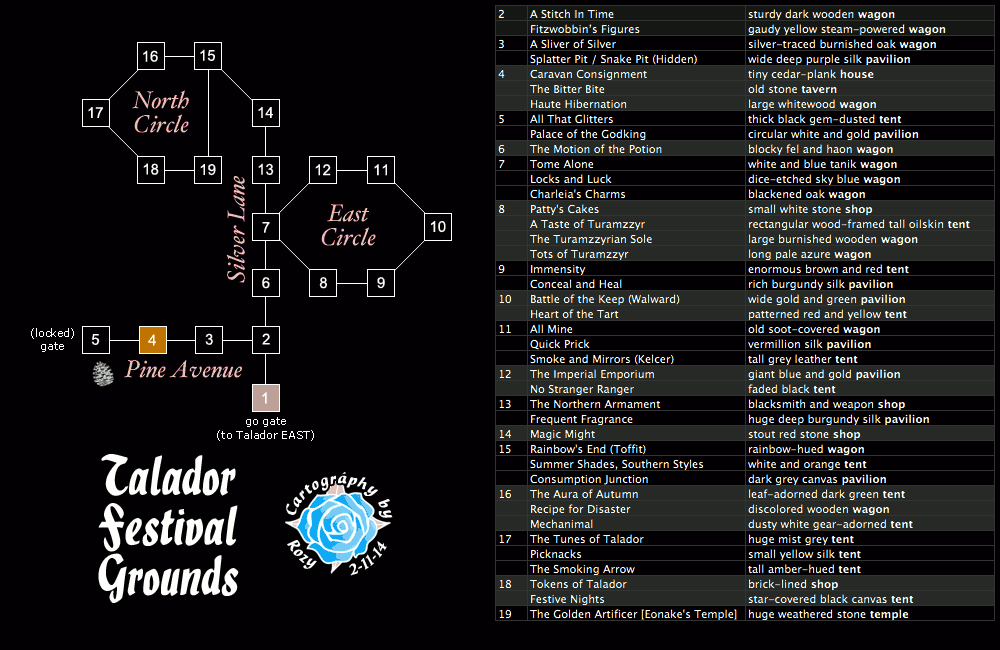 16
15
North
Circle
17
14
18
19
13
12
11
Silver Lane
7
East
Circle
10
6
8
9
(locked)
gate
5
4
3
2
Pine Avenue
1
go gate
(to Talador EAST)
Talador
Festival
Grounds
Cartography by
Rozy 2-11-14
2 A Stitch In Time sturdy dark wooden wagon
Fitzwobbin's Figures gaudy yellow steam-powered wagon
3 A Sliver of Silver silver-traced burnished oak wagon
Splatter Pit / Snake Pit (Hidden) wide deep purple silk pavilion
4 Caravan Consignment tiny cedar-plank house
The Bitter Bite old stone tavern
Haute Hibernation large whitewood wagon
5 All That Glitters thick black gem-dusted tent
Palace of the Godking circular white and gold pavilion
6 The Motion of the Potion blocky fel and haon wagon
7 Tome Alone white and blue tanik wagon
Locks and Luck dice-etched sky blue wagon
Charleia's Charms blackened oak wagon
8 Patty's Cakes small white stone shop
A Taste of Turamzzyr rectangular wood-framed tall oilskin tent
The Turamzzyrian Sole large burnished wooden wagon
Tots of Turamzzyr long pale azure wagon
9 Immensity enormous brown and red tent
Conceal and Heal rich burgundy silk pavilion
10 Battle of the Keep (Walward) wide gold and green pavilion
Heart of the Tart patterned red and yellow tent
11 All Mine old soot-covered wagon
Quick Prick vermillion silk pavilion
Smoke and Mirrors (Kelcer) tall grey leather tent
12 The Imperial Emporium giant blue and gold pavilion
No Stranger Ranger faded black tent
13 The Northern Armament blacksmith and weapon shop
Frequent Fragrance huge deep burgundy silk pavilion
14 Magic Might stout red stone shop
15 Rainbow's End (Toffit) rainbow-hued wagon
Summer Shades, Southern Styles white and orange tent
Consumption Junction dark grey canvas pavilion
16 The Aura of Autumn leaf-adorned dark green tent
Recipe for Disaster discolored wooden wagon
Mechanimal dusty white gear-adorned tent
17 The Tunes of Talador huge mist grey tent
Picknacks small yellow silk tent
The Smoking Arrow tall amber-hued tent
18 Tokens of Talador brick-lined shop
Festive Nights star-covered black canvas tent
19 The Golden Artificer [Eonake's Temple] huge weathered stone temple